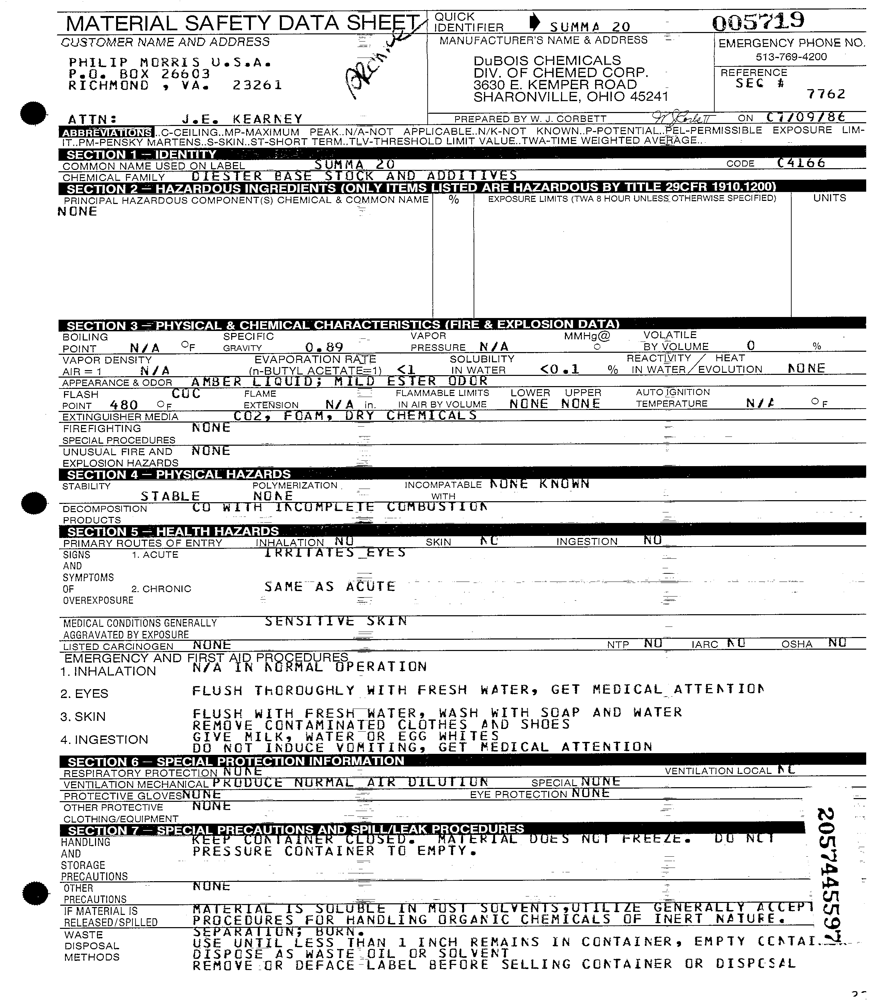 MATERIAL SAFETY DATA SHEET
QUICK IDENTIFIER SUMMA 20
005719
CUSTOMER NAME AND ADDRESS
PHILIP MORRIS U.S.A.
P.O. BOX 26603
RICHMOND , VA. 23261
ATTN: J.E. KEARNEY
Archive
MANUFACTURER'S NAME & ADDRESS
DuBOIS CHEMICALS
DIV. OF CHEMED CORP.
3630 E. KEMPER ROAD
SHARONVILLE, OHIO 45241
EMERGENCY PHONE NO.
513-769-4200
REFERENCE
SEC #
7762
PREPARED BY W. J. CORBETT ON 07/09/86
ABBREVIATIONS..C-CEILING..MP-MAXIMUM PEAK..N/A-NOT APPLICABLE..N/K-NOT KNOWN..P-POTENTIAL..PEL-PERMISSIBLE EXPOSURE LIM-
IT..PM-PENSKY MARTENS..S-SKIN..ST-SHORT TERM..TLV-THRESHOLD LIMIT VALUE..TWA-TIME WEIGHTED AVERAGE...
SECTION 1 — IDENTITY
COMMON NAME USED ON LABEL SUMMA 20 CODE C4166
CHEMICAL FAMILY DIESTER BASE STOCK AND ADDITIVES
SECTION 2 — HAZARDOUS INGREDIENTS (ONLY ITEMS LISTED ARE HAZARDOUS BY TITLE 29CFR 1910.1200)
PRINCIPAL HAZARDOUS COMPONENT(S) CHEMICAL & COMMON NAME % EXPOSURE LIMITS (TWA 8 HOUR UNLESS OTHERWISE SPECIFIED) UNITS
NONE
SECTION 3 — PHYSICAL & CHEMICAL CHARACTERISTICS (FIRE & EXPLOSION DATA)
BOILING POINT N/A °F SPECIFIC GRAVITY 0.89 VAPOR PRESSURE N/A MMHg@ ° VOLATILE BY VOLUME 0 %
VAPOR DENSITY AIR = 1 N/A EVAPORATION RATE (n-BUTYL ACETATE=1) <1 SOLUBILITY IN WATER <0.1 % REACTIVITY / HEAT IN WATER / EVOLUTION NONE
APPEARANCE & ODOR AMBER LIQUID; MILD ESTER ODOR
FLASH POINT COC 480 °F FLAME EXTENSION N/A in. FLAMMABLE LIMITS IN AIR BY VOLUME LOWER NONE UPPER NONE AUTO IGNITION TEMPERATURE N/A °F
EXTINGUISHER MEDIA CO2, FOAM, DRY CHEMICALS
FIREFIGHTING SPECIAL PROCEDURES NONE
UNUSUAL FIRE AND EXPLOSION HAZARDS NONE
SECTION 4 — PHYSICAL HAZARDS
STABILITY STABLE POLYMERIZATION NONE INCOMPATABLE WITH NONE KNOWN
DECOMPOSITION PRODUCTS CO WITH INCOMPLETE COMBUSTION
SECTION 5 — HEALTH HAZARDS
PRIMARY ROUTES OF ENTRY INHALATION NO SKIN NO INGESTION NO
SIGNS AND SYMPTOMS OF OVEREXPOSURE
1. ACUTE IRRITATES EYES
2. CHRONIC SAME AS ACUTE
MEDICAL CONDITIONS GENERALLY AGGRAVATED BY EXPOSURE SENSITIVE SKIN
LISTED CARCINOGEN NONE NTP NO IARC NO OSHA NO
EMERGENCY AND FIRST AID PROCEDURES
1. INHALATION N/A IN NORMAL OPERATION
2. EYES FLUSH THOROUGHLY WITH FRESH WATER, GET MEDICAL ATTENTION
3. SKIN FLUSH WITH FRESH WATER, WASH WITH SOAP AND WATER
REMOVE CONTAMINATED CLOTHES AND SHOES
4. INGESTION GIVE MILK, WATER OR EGG WHITES
DO NOT INDUCE VOMITING, GET MEDICAL ATTENTION
SECTION 6 — SPECIAL PROTECTION INFORMATION
RESPIRATORY PROTECTION NONE VENTILATION LOCAL NO
VENTILATION MECHANICAL PRODUCE NORMAL AIR DILUTION SPECIAL NONE
PROTECTIVE GLOVES NONE EYE PROTECTION NONE
OTHER PROTECTIVE CLOTHING/EQUIPMENT NONE
SECTION 7 — SPECIAL PRECAUTIONS AND SPILL/LEAK PROCEDURES
HANDLING AND STORAGE PRECAUTIONS KEEP CONTAINER CLOSED. MATERIAL DOES NOT FREEZE. DO NOT
PRESSURE CONTAINER TO EMPTY.
OTHER PRECAUTIONS NONE
IF MATERIAL IS RELEASED/SPILLED MATERIAL IS SOLUBLE IN MOST SOLVENTS,UTILIZE GENERALLY ACCEPT
PROCEDURES FOR HANDLING ORGANIC CHEMICALS OF INERT NATURE.
WASTE DISPOSAL METHODS SEPARATION; BURN.
USE UNTIL LESS THAN 1 INCH REMAINS IN CONTAINER, EMPTY CONTAI
DISPOSE AS WASTE OIL OR SOLVENT
REMOVE OR DEFACE LABEL BEFORE SELLING CONTAINER OR DISPOSAL
2057445597